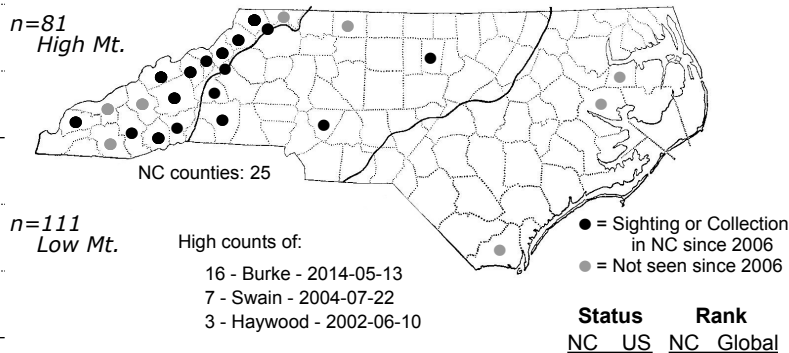 n=81
High Mt.
NC counties: 25
n=111
Low Mt.
High counts of:
16 - Burke - 2014-05-13
7 - Swain - 2004-07-22
3 - Haywood - 2002-06-10
● = Sighting or Collection
in NC since 2006
● = Not seen since 2006
Status Rank
NC US NC Global